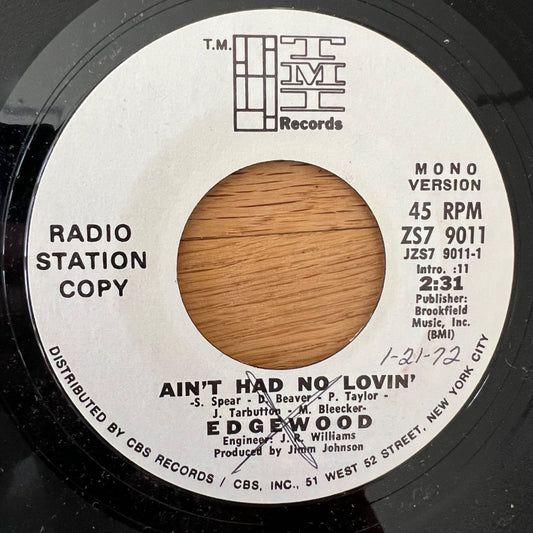 T.M.
TMI
Records
MONO
VERSION
45 RPM
ZS7 9011
JZS7 9011-1
Intro. :11
2:31
Publisher:
Brookfield
Music, Inc.
(BMI)
RADIO
STATION
COPY
1-21-72
AIN'T HAD NO LOVIN'
-S. Spear - D. Beaver - P. Taylor -
J. Tarbutton - M. Bleecker-
EDGEWOOD
Engineer: J. R. Williams
Produced by Jimm Johnson
DISTRIBUTED BY CBS RECORDS / CBS, INC., 51 WEST 52 STREET, NEW YORK CITY